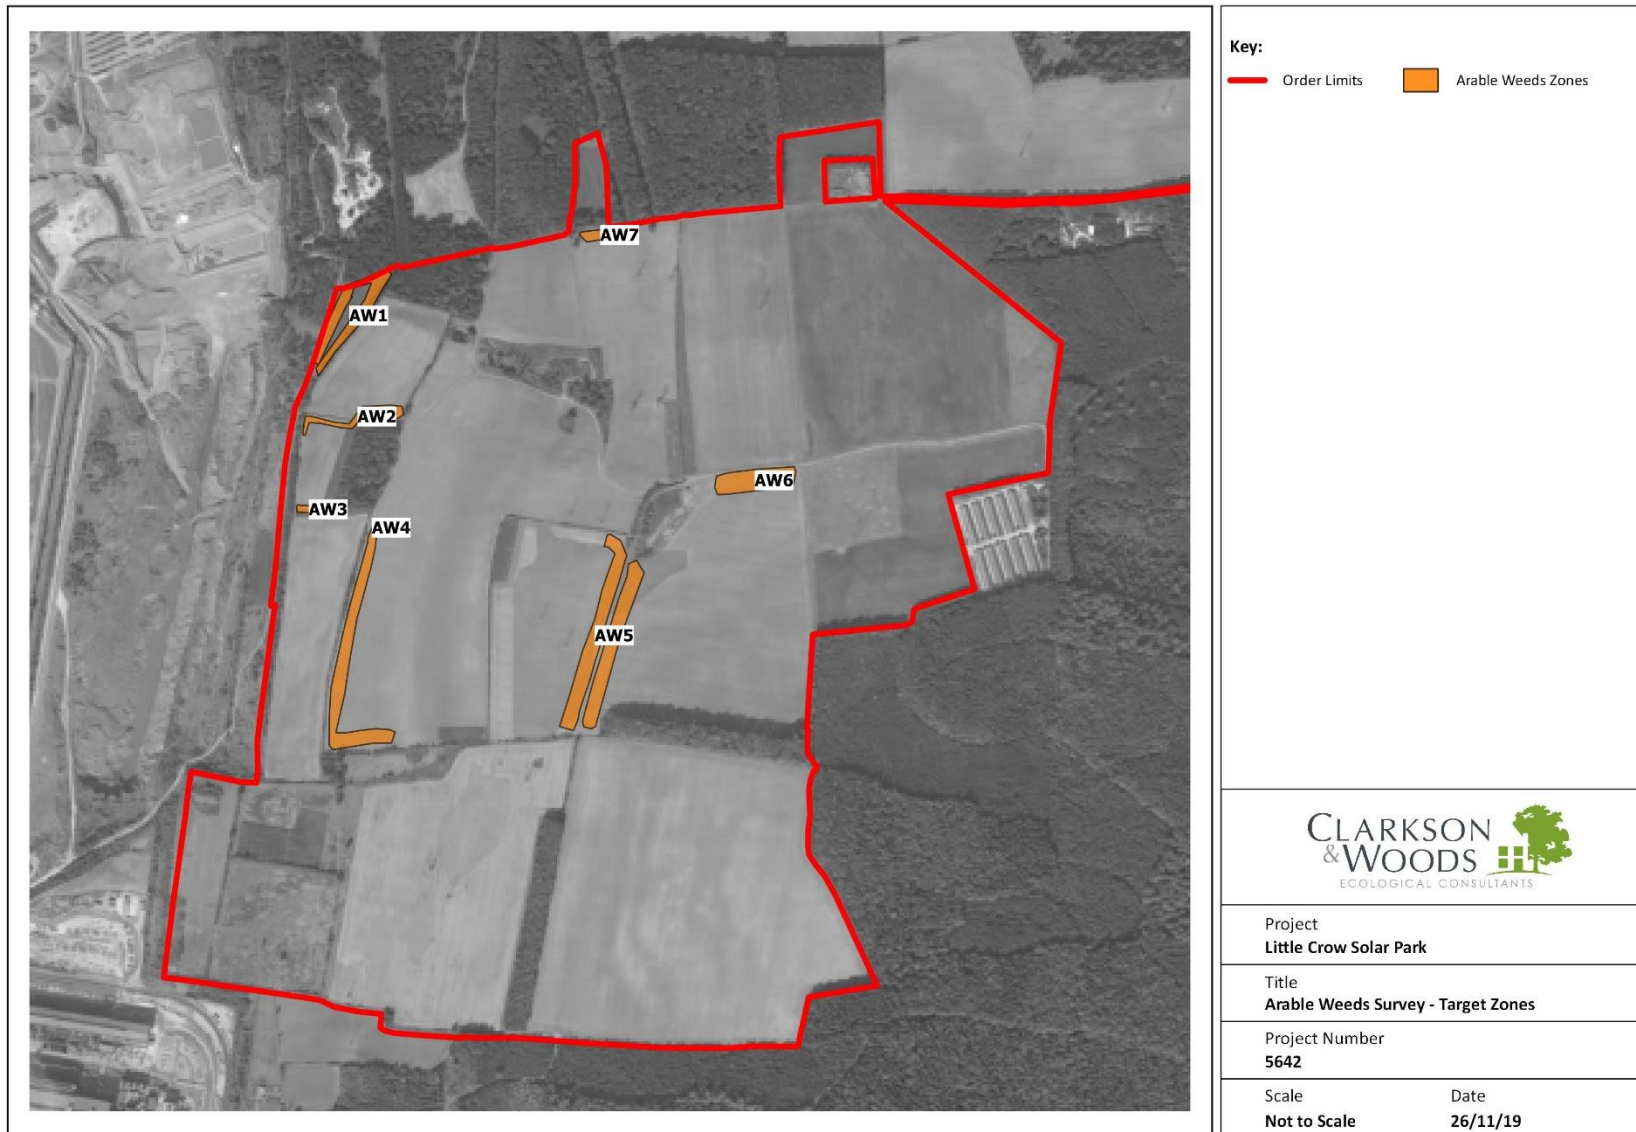 Key:
Order Limits
Arable Weeds Zones
AW7
AW1
AW2
AW6
AW3
AW4
AW5
CLARKSON
&WOODS
ECOLOGICAL CONSULTANTS
Project
Little Crow Solar Park
Title
Arable Weeds Survey - Target Zones
Project Number
5642
Scale
Not to Scale
Date
26/11/19